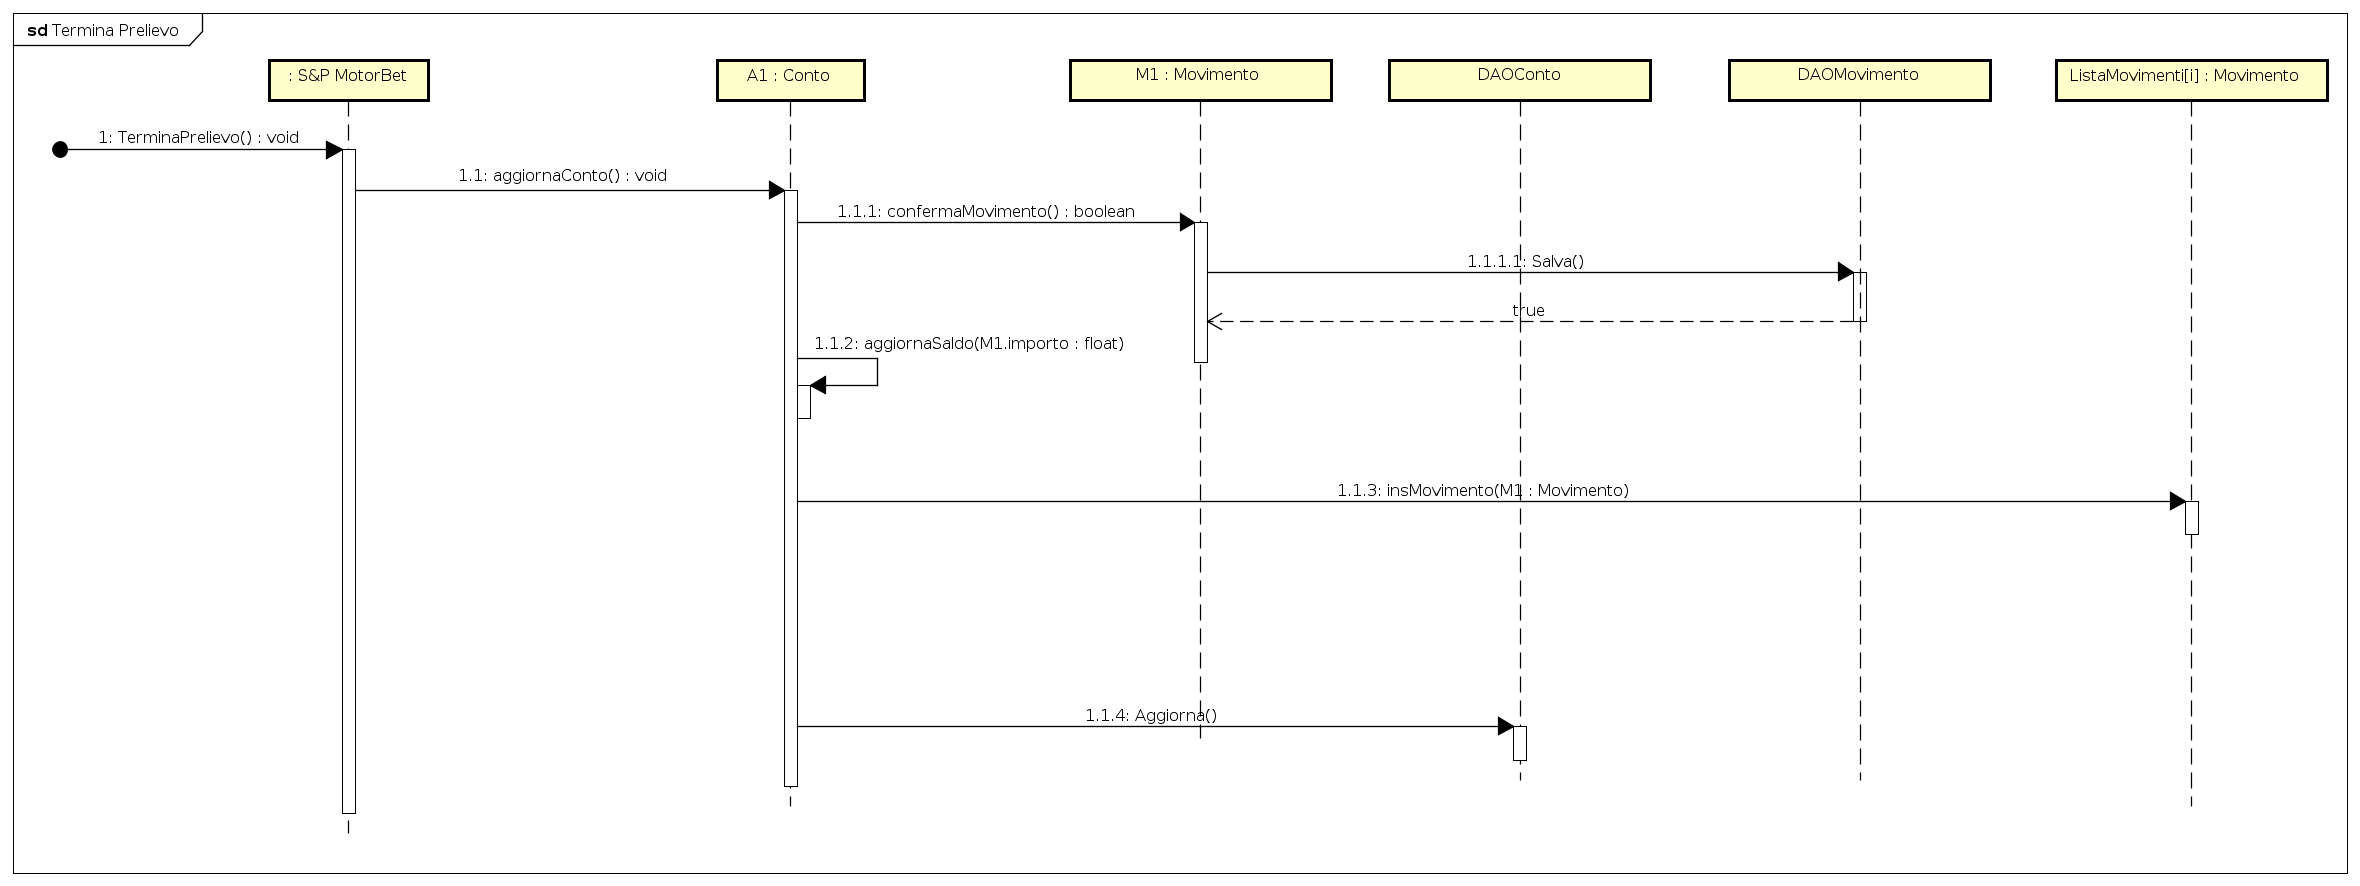 sd Termina Prelievo
: S&P MotorBet
A1 : Conto
M1 : Movimento
DAOConto
DAOMovimento
ListaMovimenti[i] : Movimento
1: TerminaPrelievo() : void
1.1: aggiornaConto() : void
1.1.1: confermaMovimento() : boolean
1.1.1.1: Salva()
true
1.1.2: aggiornaSaldo(M1.importo : float)
1.1.3: insMovimento(M1 : Movimento)
1.1.4: Aggiorna()